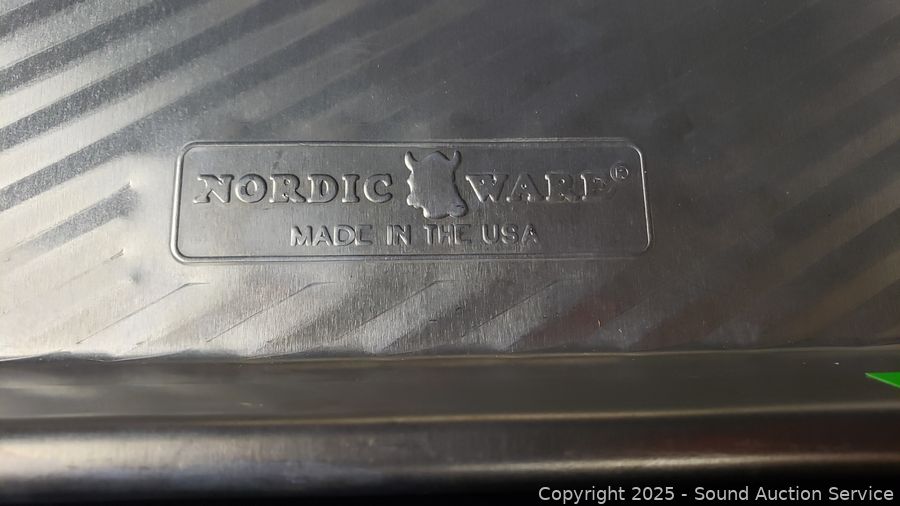 NORDIC WARE®
MADE IN THE USA
Copyright © 2025 - Sound Auction Service